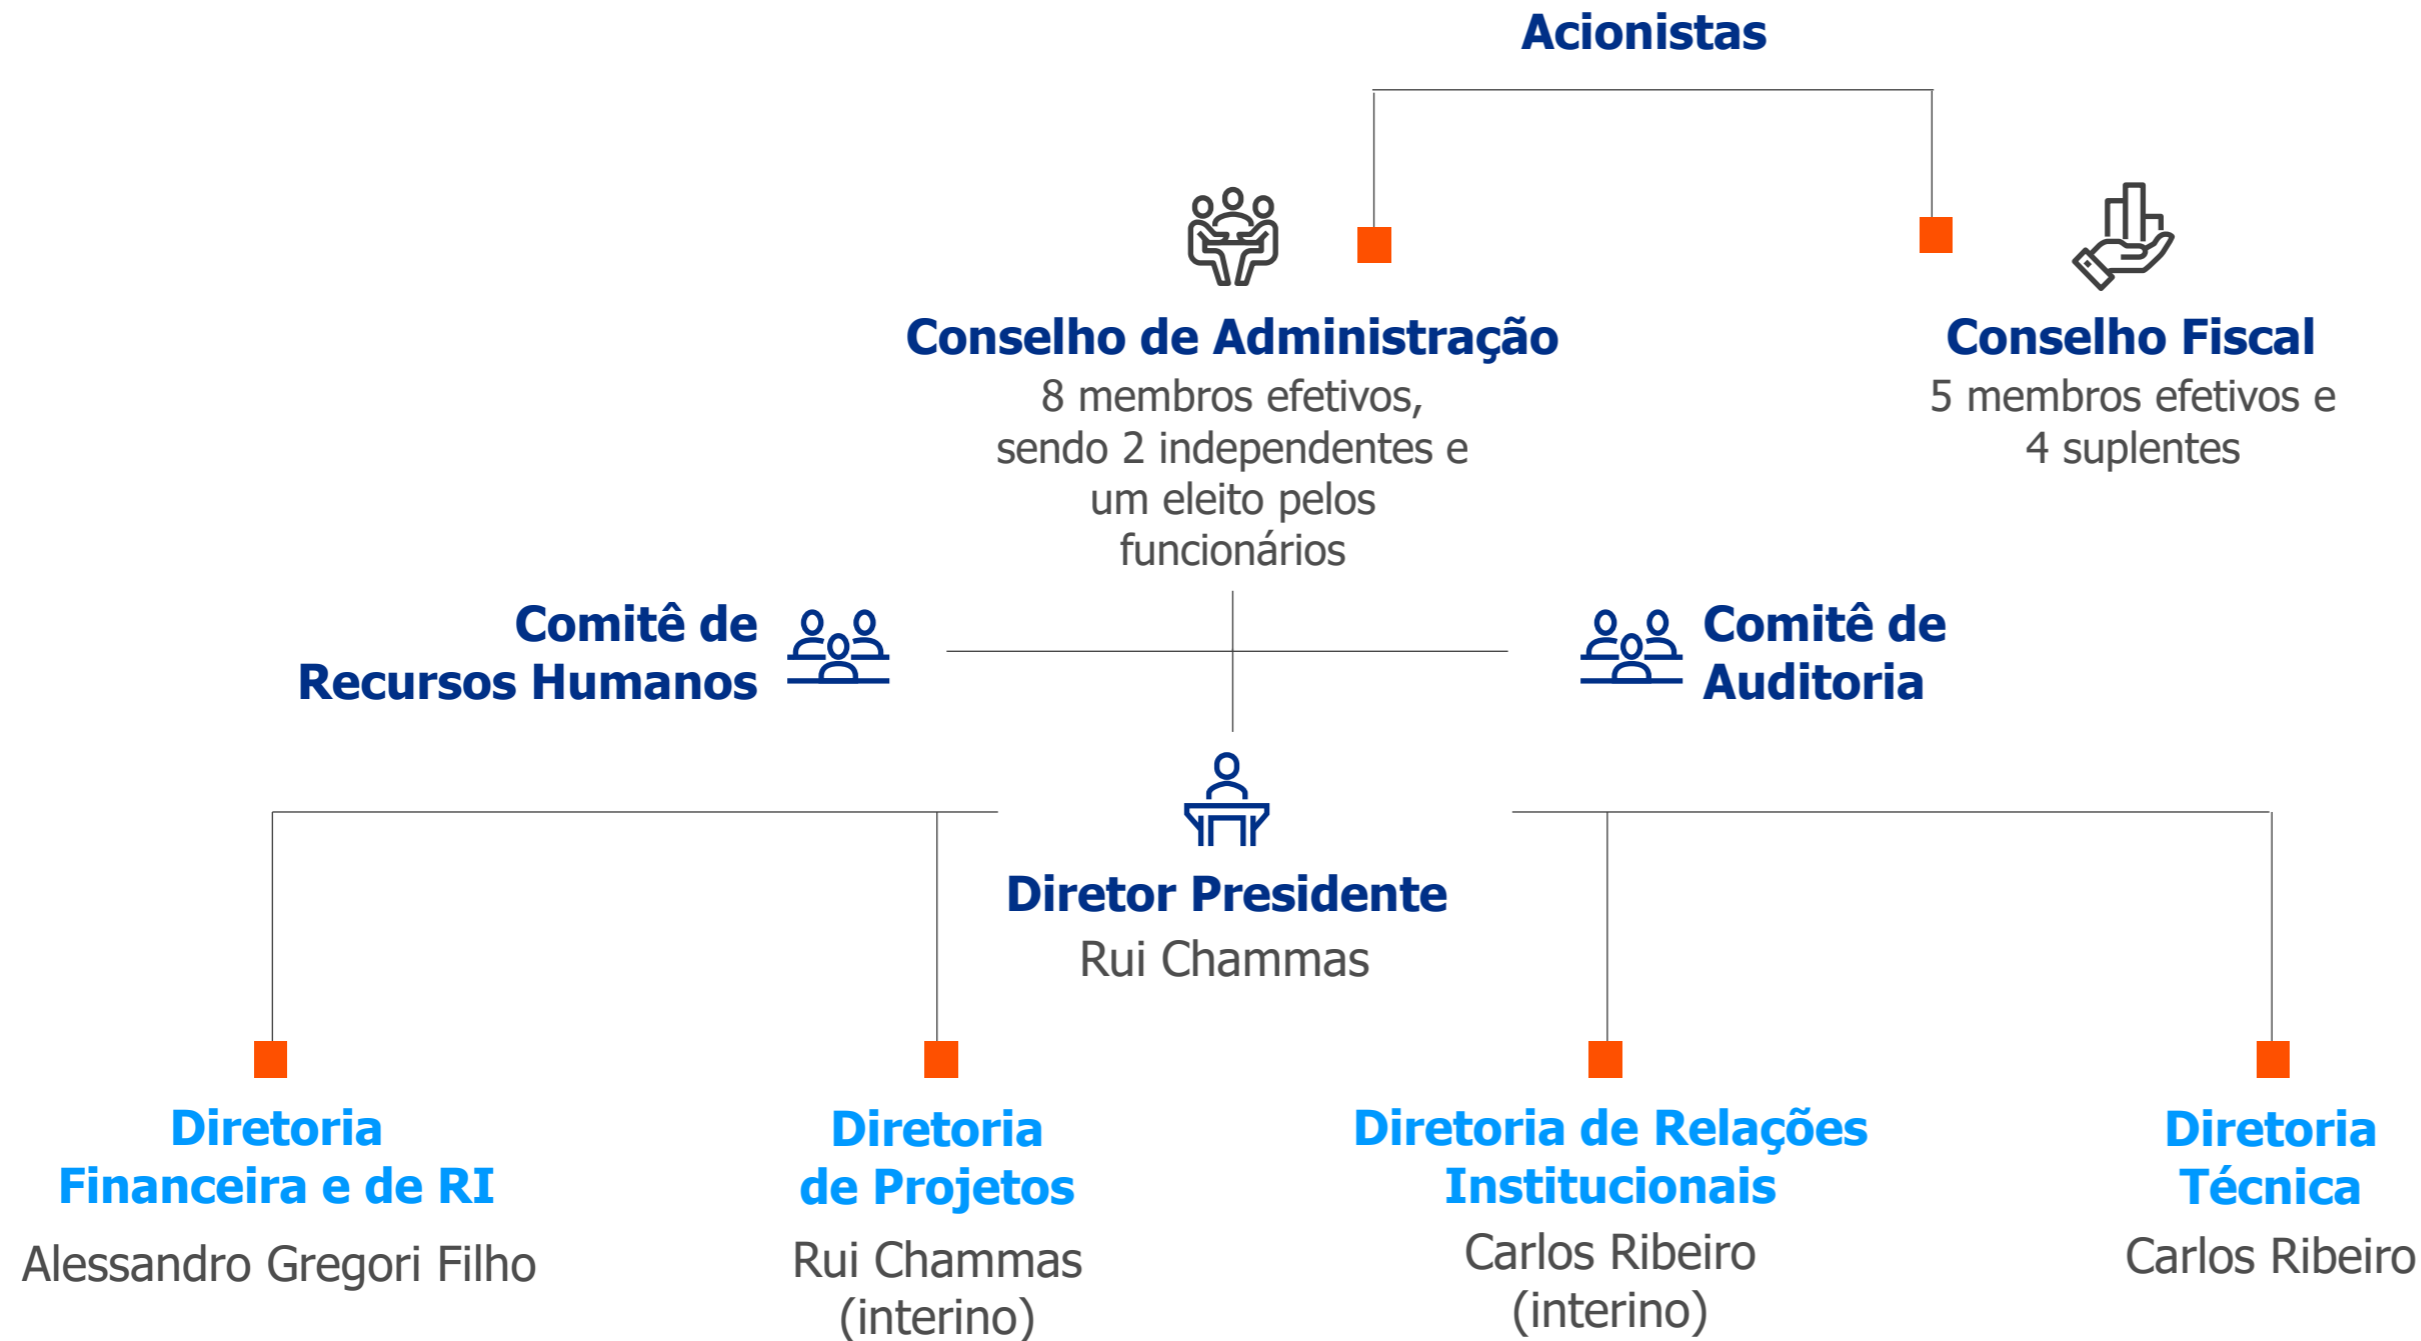 Acionistas
Conselho de Administração
8 membros efetivos,
sendo 2 independentes e
um eleito pelos
funcionários
Conselho Fiscal
5 membros efetivos e
4 suplentes
Comitê de
Recursos Humanos
Comitê de
Auditoria
Diretor Presidente
Rui Chammas
Diretoria
Financeira e de RI
Alessandro Gregori Filho
Diretoria
de Projetos
Rui Chammas
(interino)
Diretoria de Relações
Institucionais
Carlos Ribeiro
(interino)
Diretoria
Técnica
Carlos Ribeiro